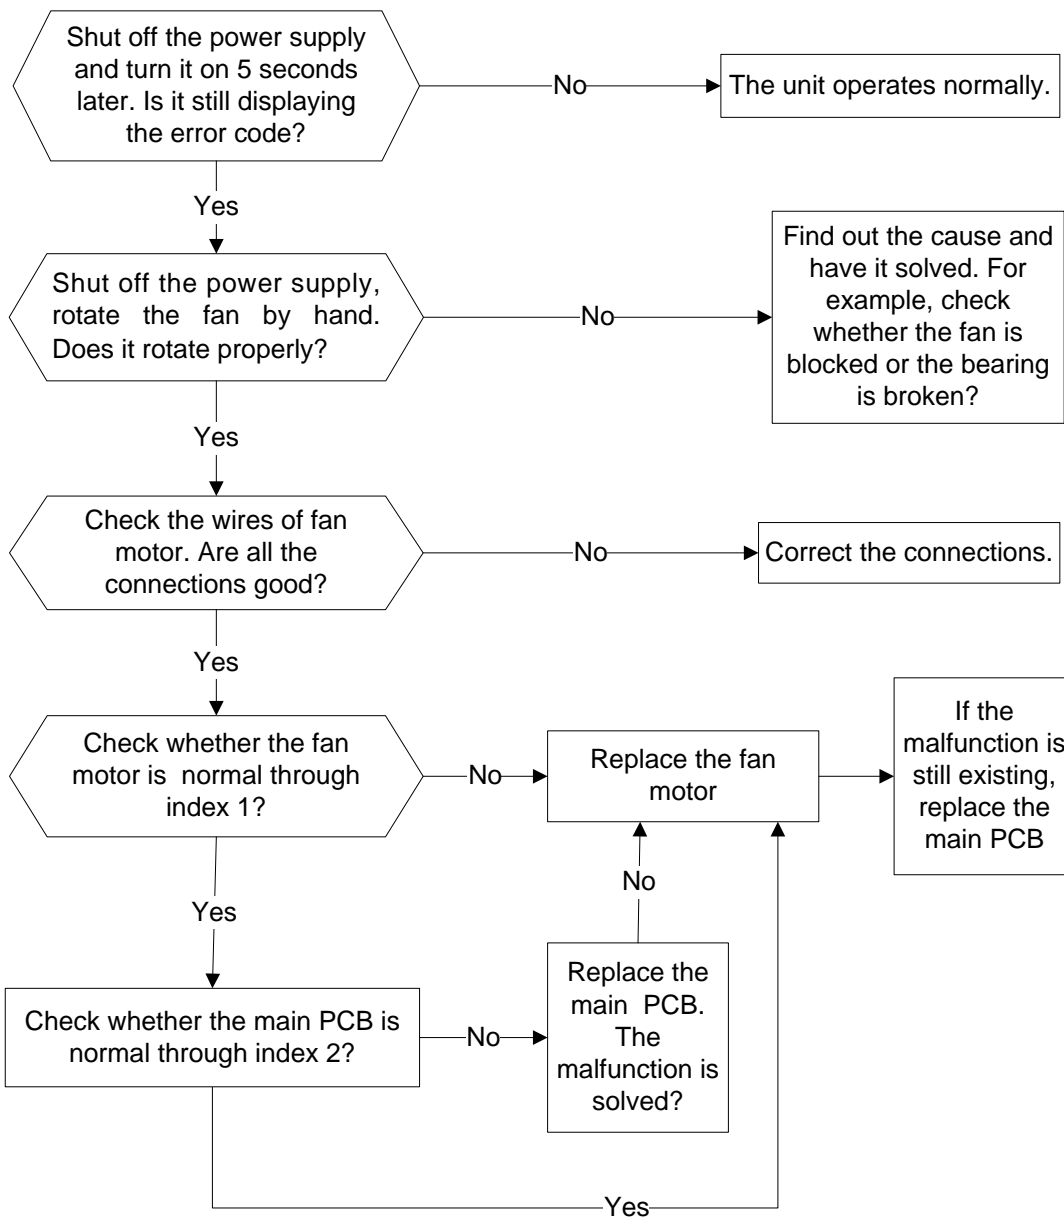 Shut off the power supply
and turn it on 5 seconds
later. Is it still displaying
the error code?
No
The unit operates normally.
Yes
Shut off the power supply,
rotate the fan by hand.
Does it rotate properly?
No
Find out the cause and
have it solved. For
example, check
whether the fan is
blocked or the bearing
is broken?
Yes
Check the wires of fan
motor. Are all the
connections good?
No
Correct the connections.
Yes
Check whether the fan
motor is normal through
index 1?
No
Replace the fan
motor
If the
malfunction is
still existing,
replace the
main PCB
Yes
No
Check whether the main PCB is
normal through index 2?
No
Replace the
main PCB.
The
malfunction is
solved?
Yes